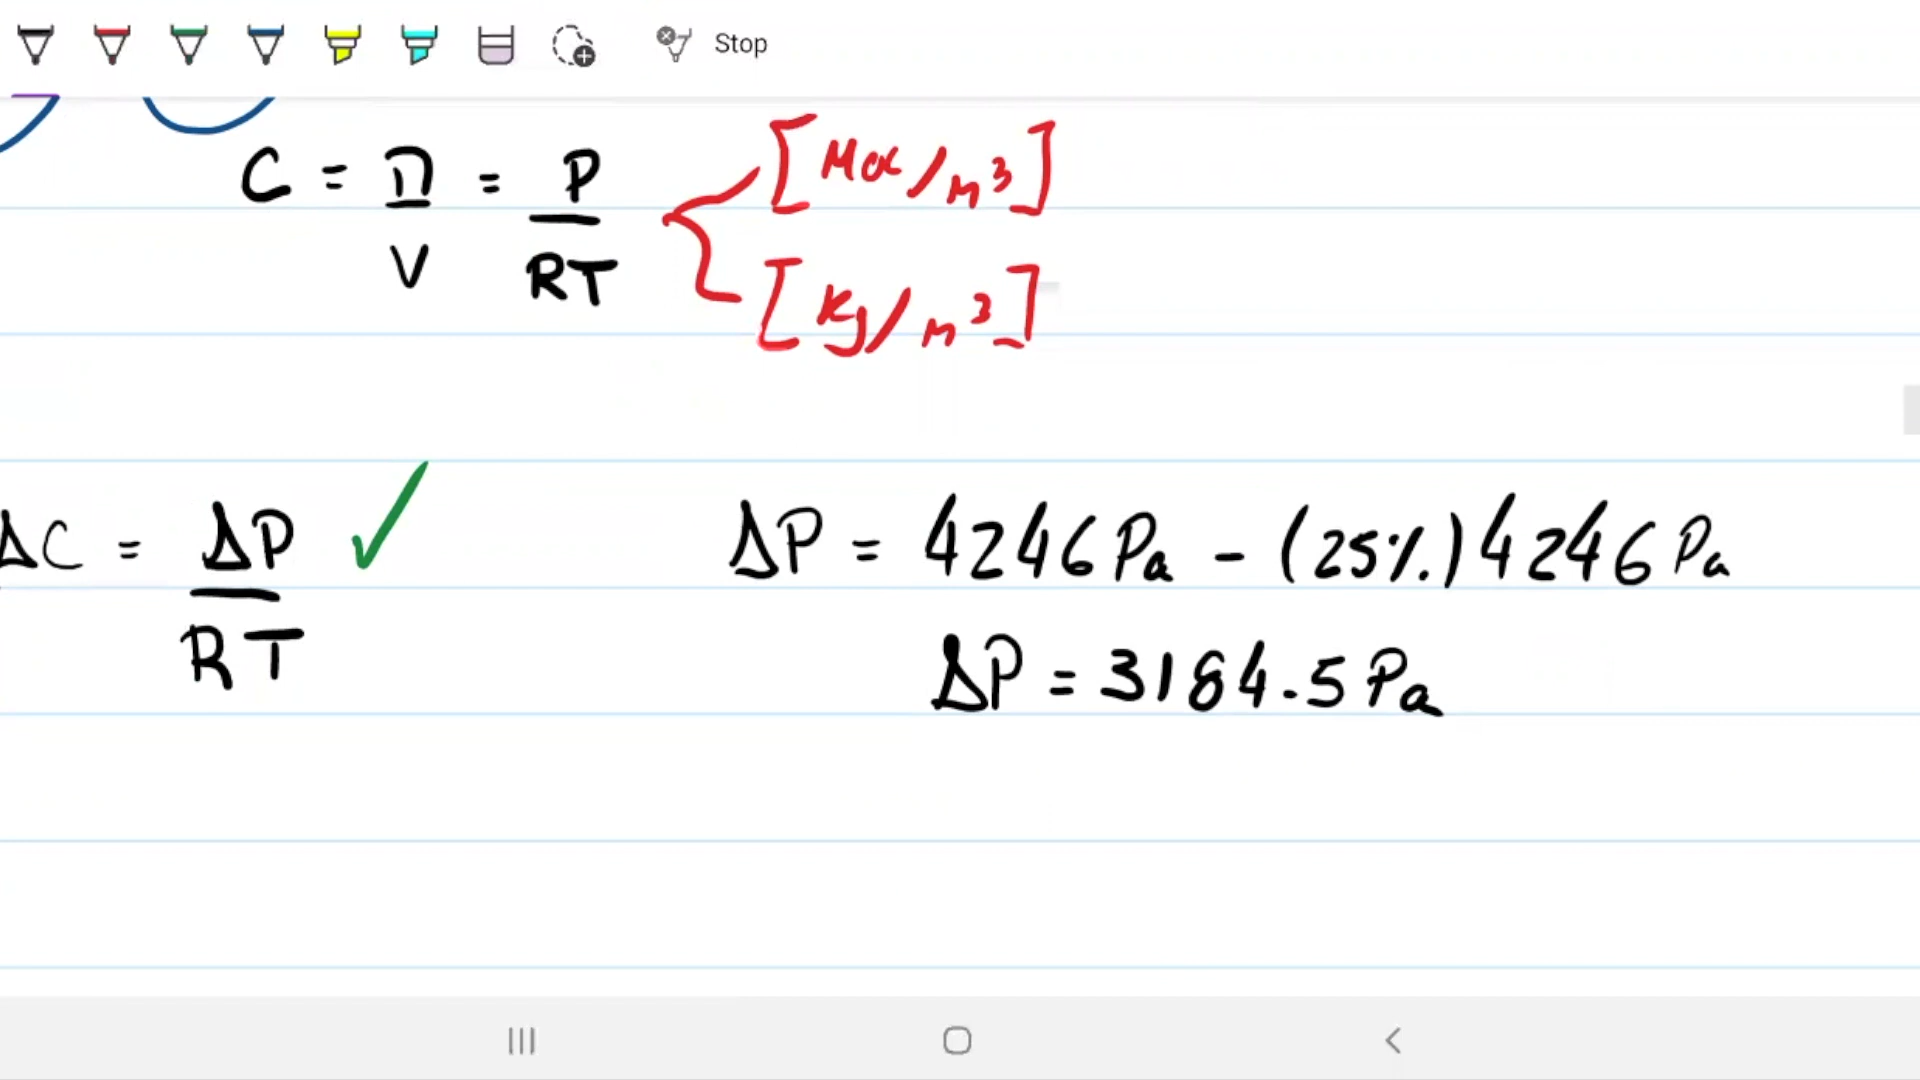 Stop
C = n/V = P/RT [Mol/m³]
[Kg/m³]
ΔC = ΔP/RT ✓
ΔP = 4246 Pa - (25%) 4246 Pa
ΔP = 3184.5 Pa